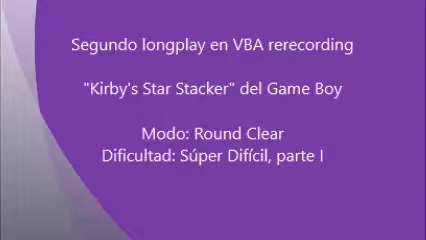 Segundo longplay en VBA rerecording
"Kirby's Star Stacker" del Game Boy
Modo: Round Clear
Dificultad: Súper Difícil, parte I